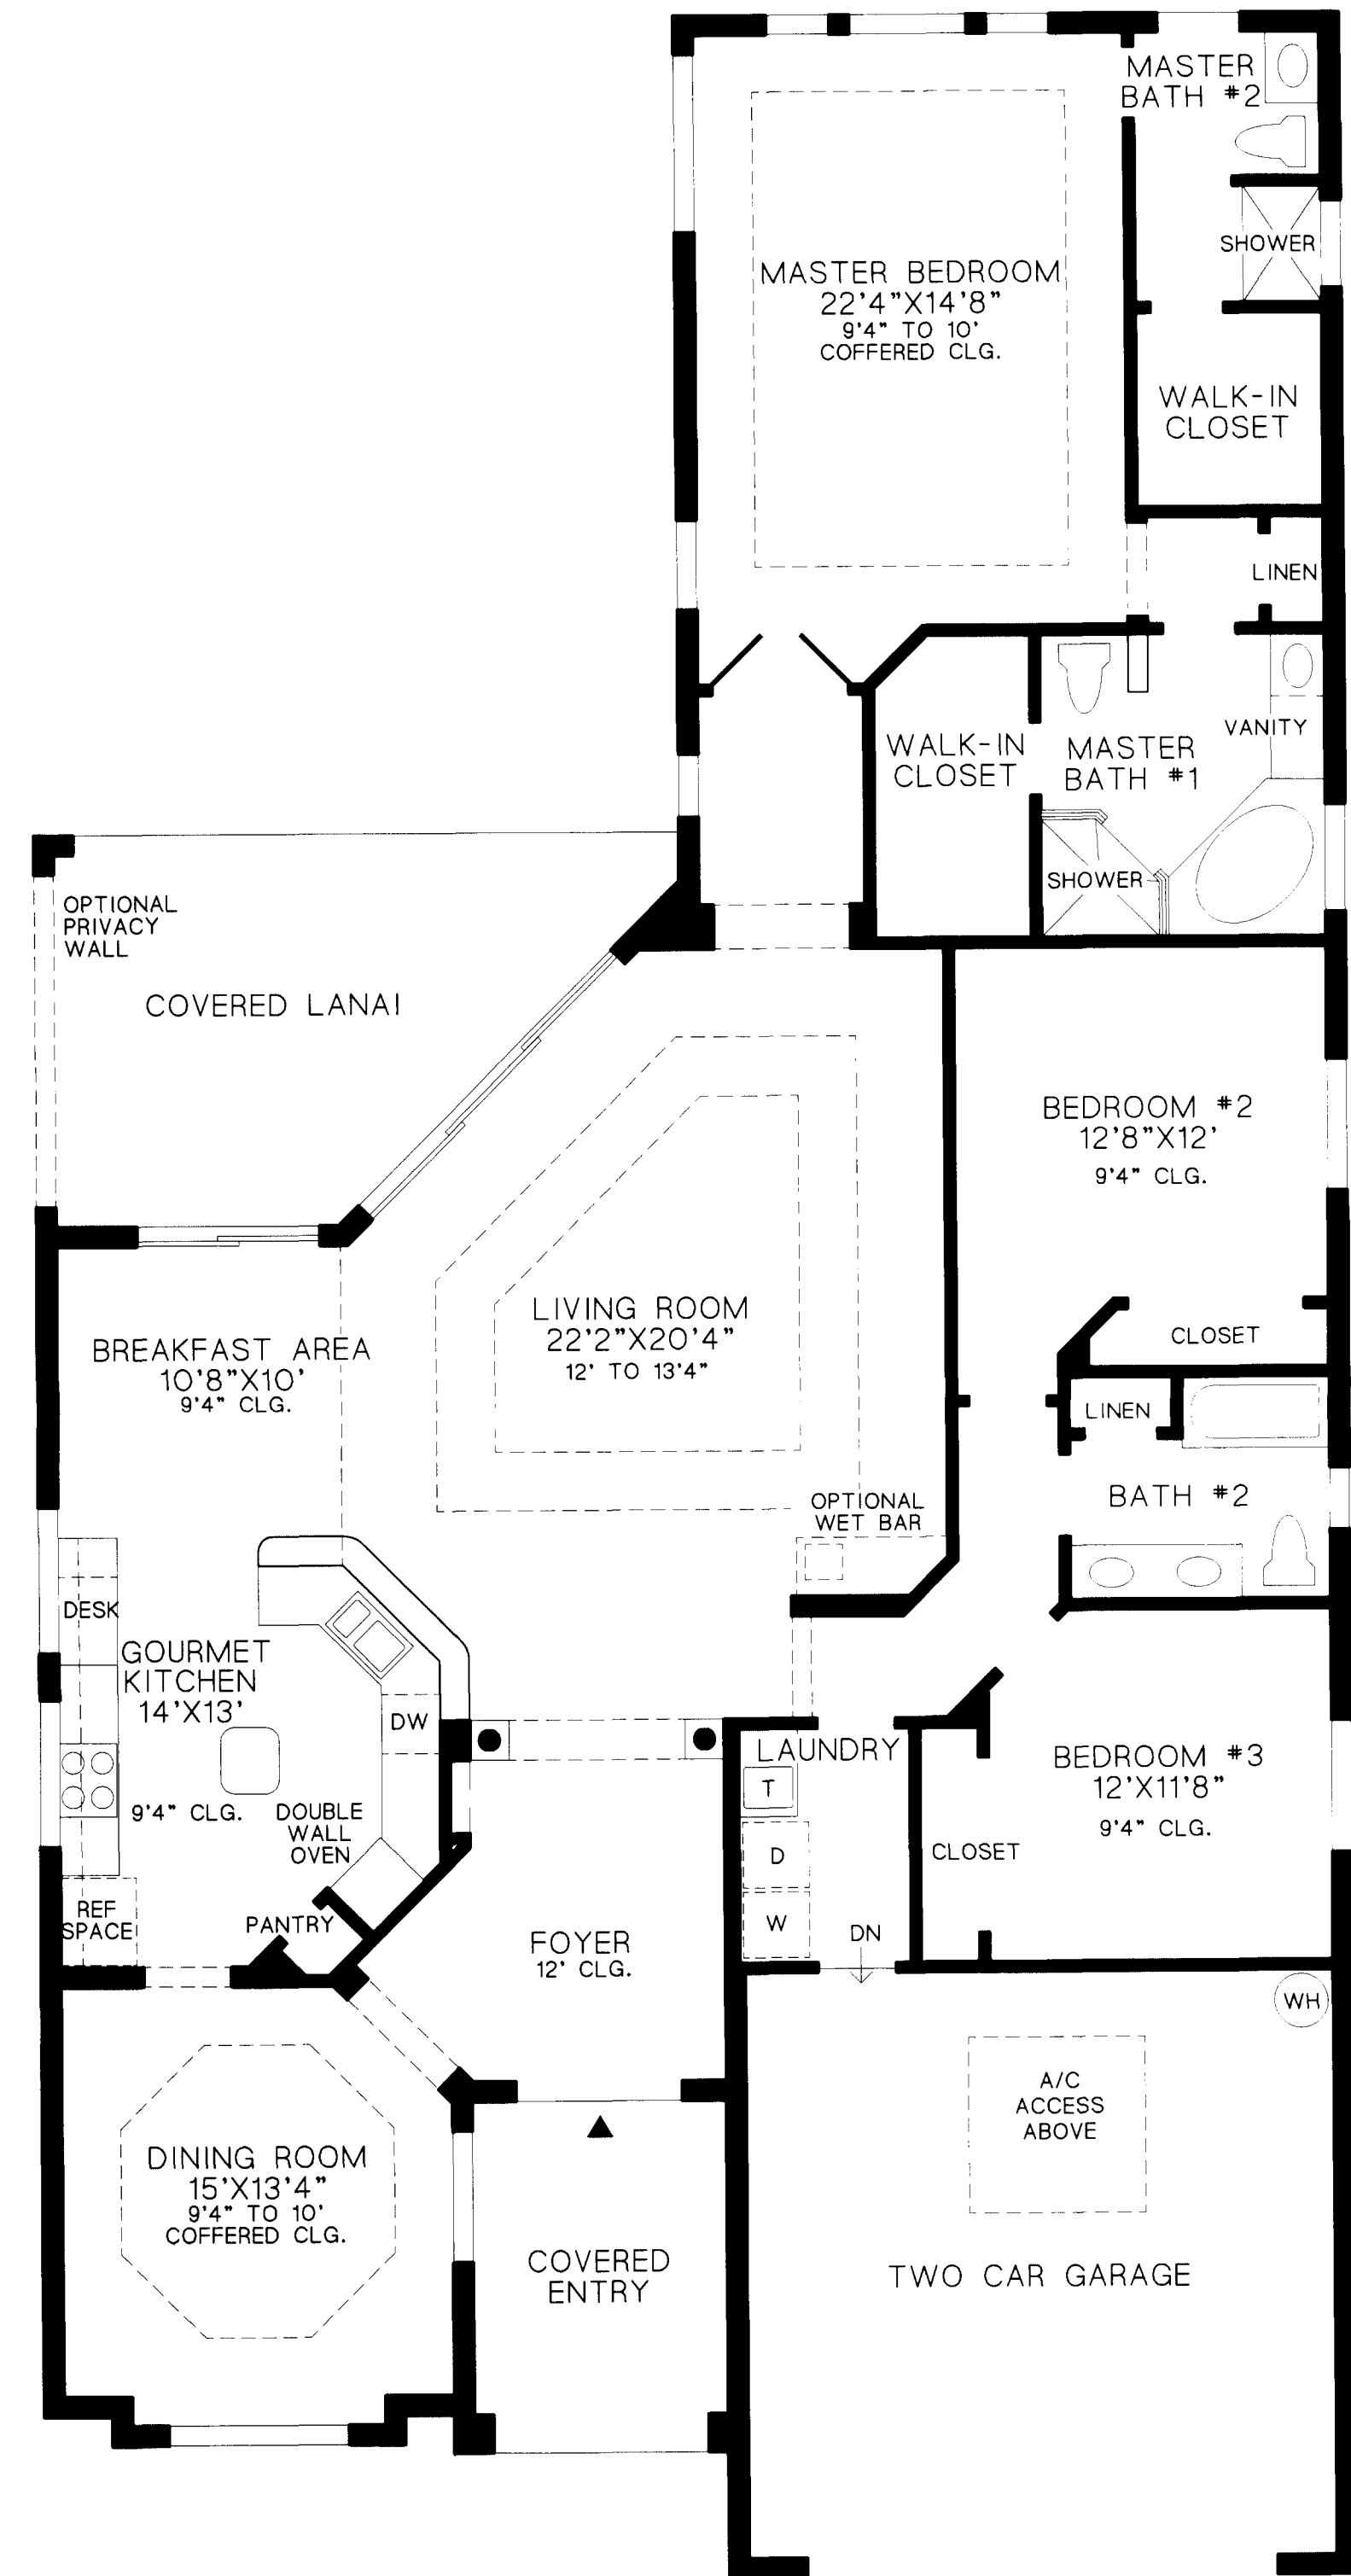 MASTER
BATH #2
SHOWER
MASTER BEDROOM
22'4"X14'8"
9'4" TO 10'
COFFERED CLG.
WALK-IN
CLOSET
LINEN
VANITY
WALK-IN
CLOSET
MASTER
BATH #1
SHOWER
OPTIONAL
PRIVACY
WALL
COVERED LANAI
BEDROOM #2
12'8"X12'
9'4" CLG.
LIVING ROOM
22'2"X20'4"
12' TO 13'4"
CLOSET
BREAKFAST AREA
10'8"X10'
9'4" CLG.
LINEN
BATH #2
OPTIONAL
WET BAR
DESK
GOURMET
KITCHEN
14'X13'
DW
9'4" CLG.
DOUBLE
WALL
OVEN
REF
SPACE
PANTRY
LAUNDRY
T
D
W
DN
BEDROOM #3
12'X11'8"
9'4" CLG.
CLOSET
FOYER
12' CLG.
WH
A/C
ACCESS
ABOVE
DINING ROOM
15'X13'4"
9'4" TO 10'
COFFERED CLG.
COVERED
ENTRY
TWO CAR GARAGE